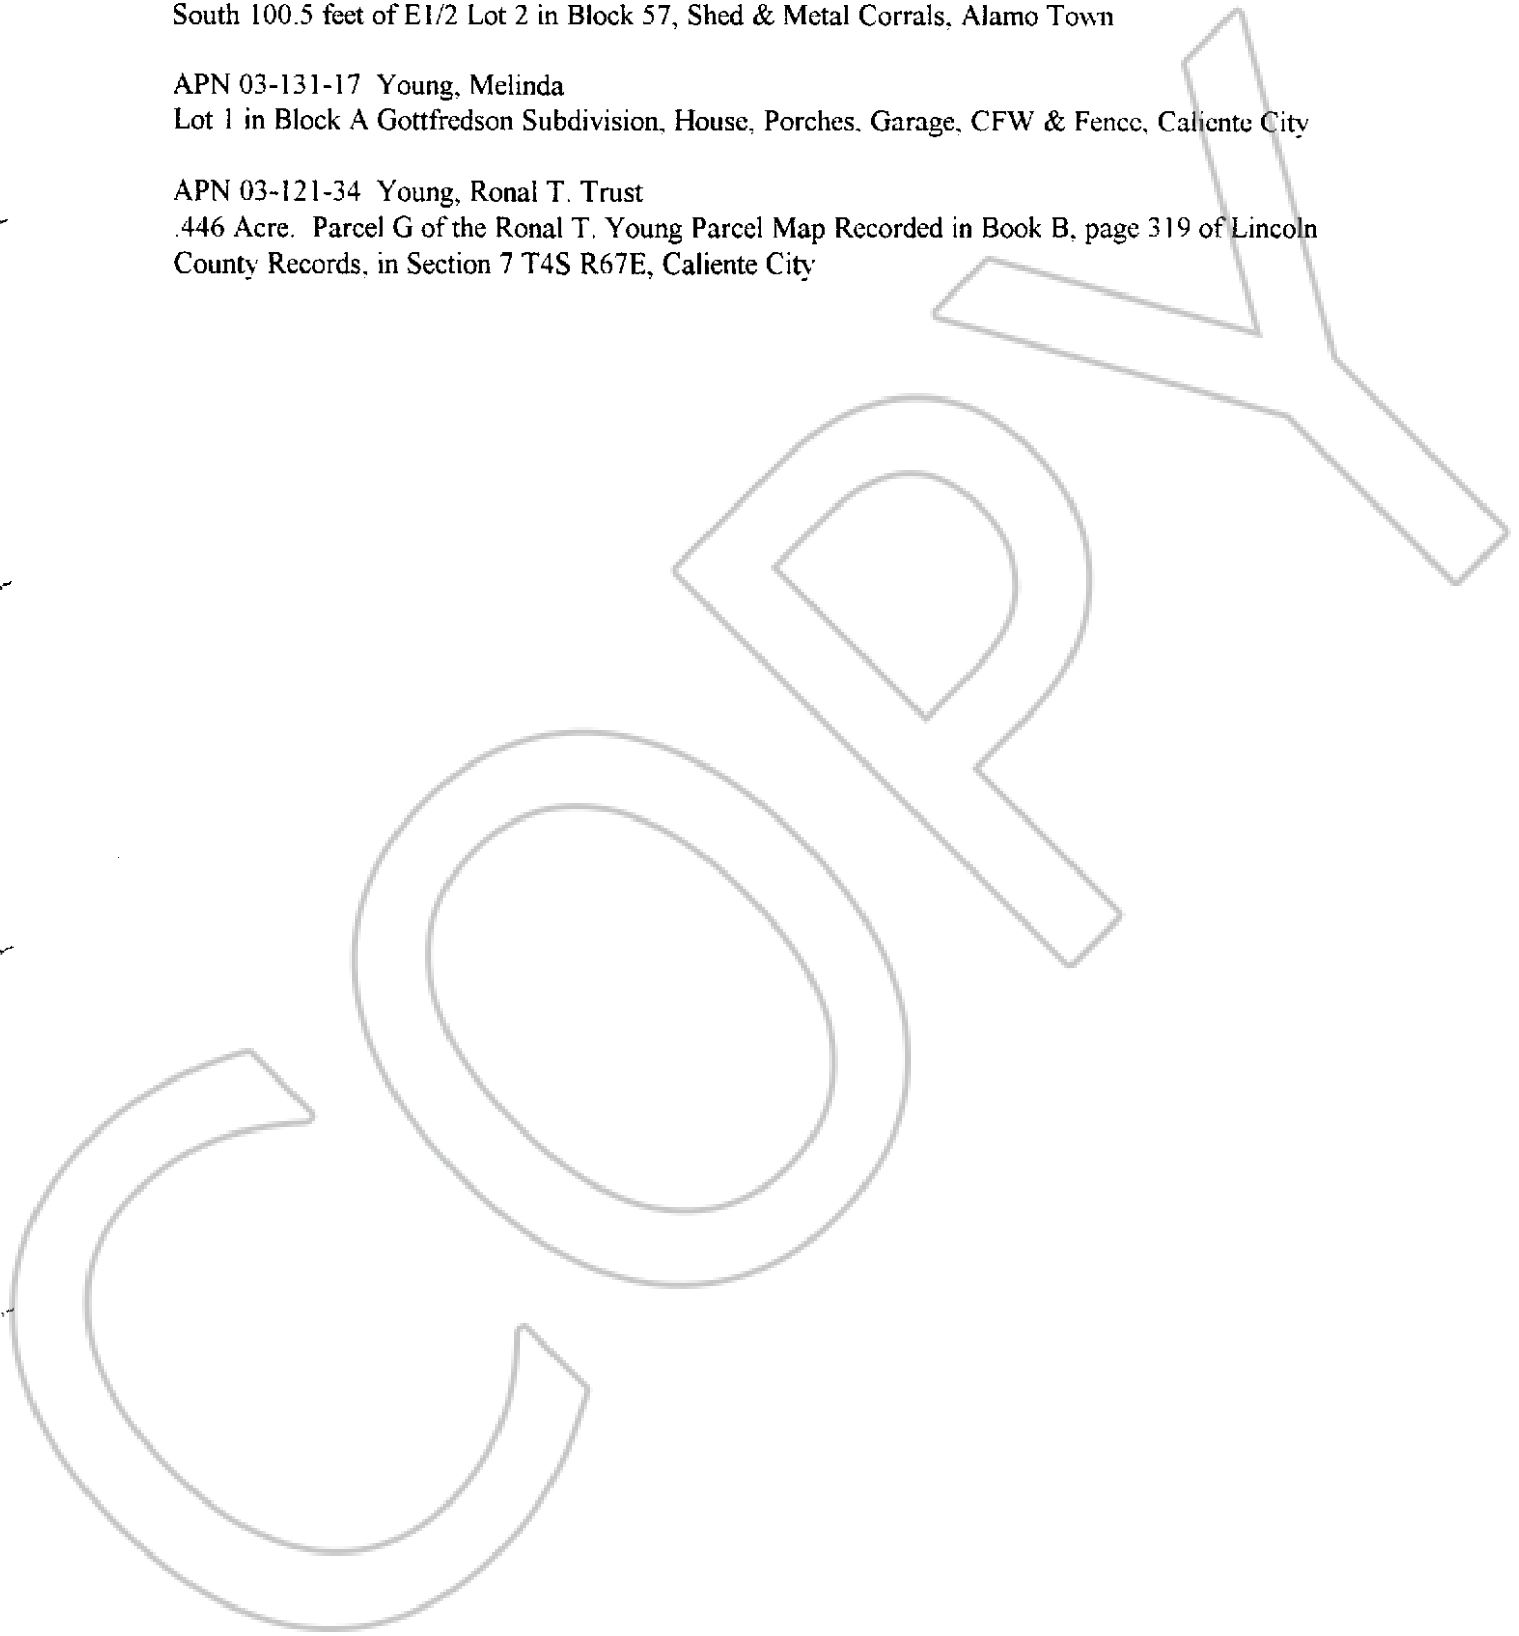 South 100.5 feet of E1/2 Lot 2 in Block 57, Shed & Metal Corrals, Alamo Town
APN 03-131-17 Young, Melinda
Lot 1 in Block A Gottfredson Subdivision, House, Porches, Garage, CFW & Fence, Caliente City
APN 03-121-34 Young, Ronal T. Trust
.446 Acre. Parcel G of the Ronal T. Young Parcel Map Recorded in Book B, page 319 of Lincoln
County Records, in Section 7 T4S R67E, Caliente City
COPY